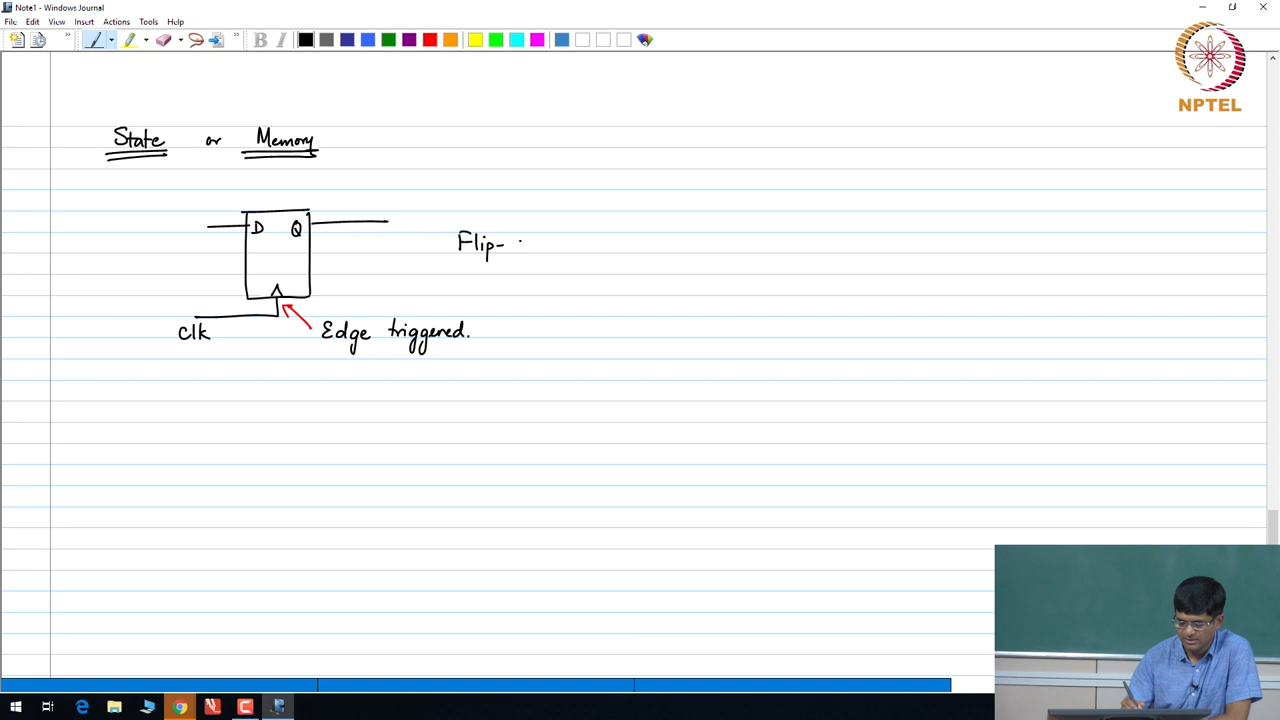 Note1 - Windows Journal
File Edit View Insert Actions Tools Help
B I
NPTEL
State or Memory
D Q
Flip-
Clk
Edge triggered.